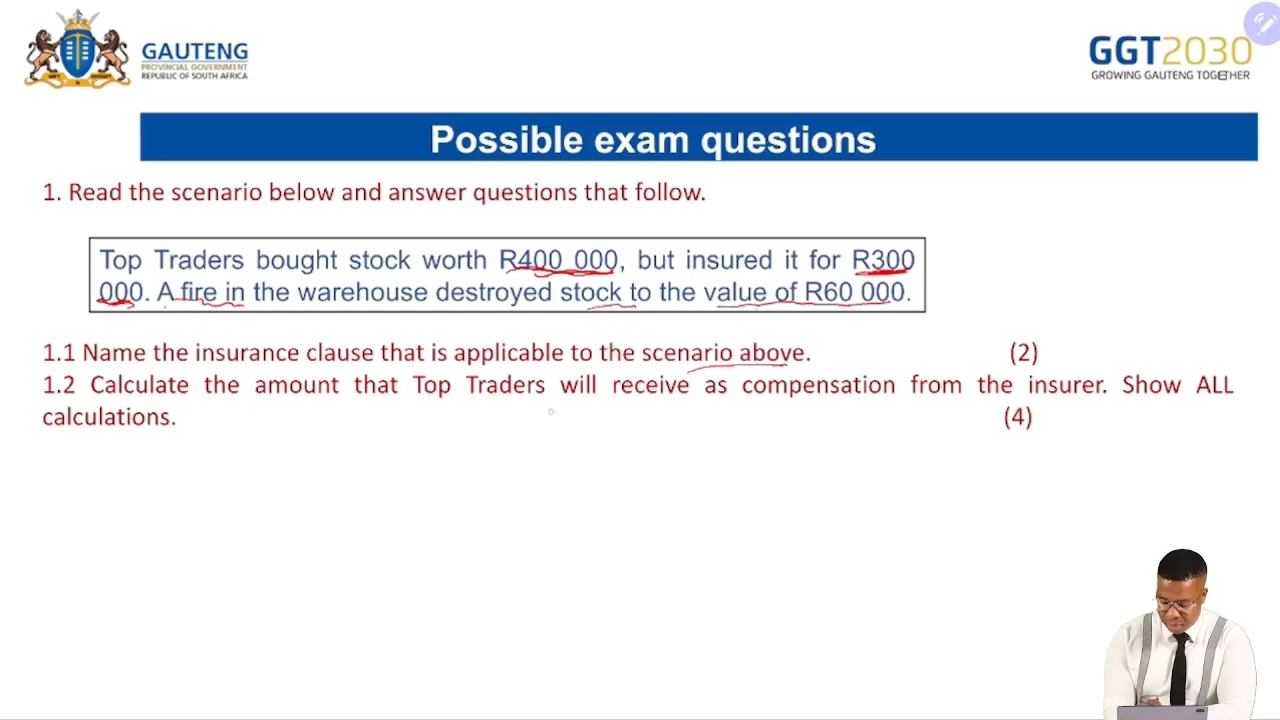 GAUTENG
PROVINCIAL GOVERNMENT
REPUBLIC OF SOUTH AFRICA
GGT2030
GROWING GAUTENG TOGETHER
Possible exam questions
1. Read the scenario below and answer questions that follow.
Top Traders bought stock worth R400 000, but insured it for R300
000. A fire in the warehouse destroyed stock to the value of R60 000.
1.1 Name the insurance clause that is applicable to the scenario above. (2)
1.2 Calculate the amount that Top Traders will receive as compensation from the insurer. Show ALL
calculations. (4)